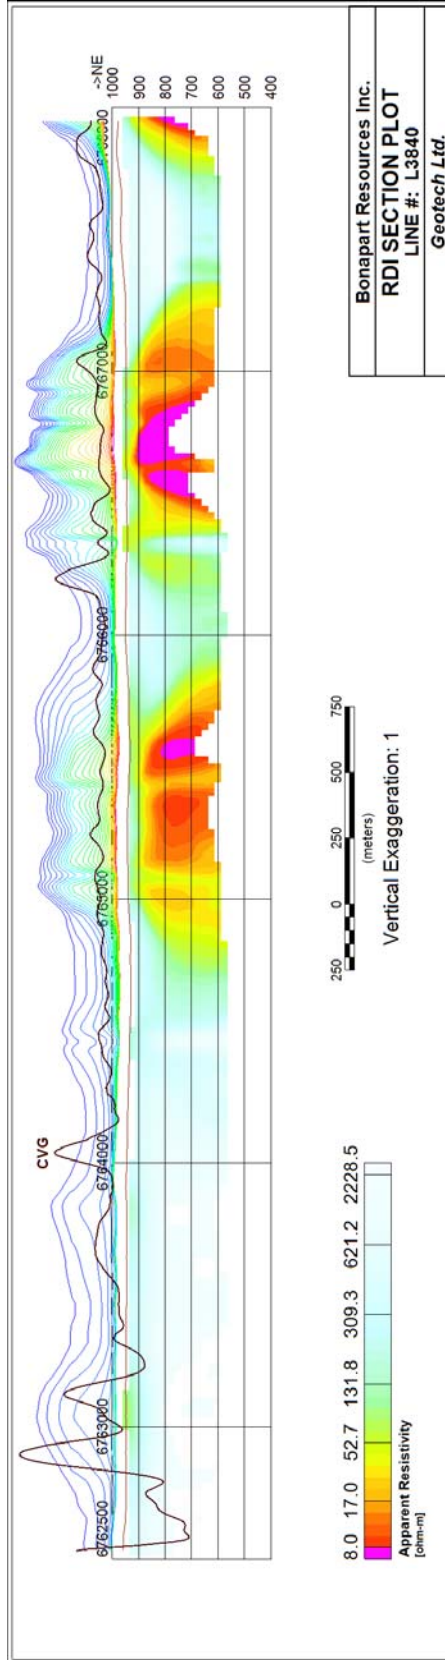 ->NE
1000
900
800
700
600
500
400
CVG
6762500
6763000
6764000
6765000
6766000
6767000
8.0 17.0 52.7 131.8 309.3 621.2 2228.5
Apparent Resistivity
[ohm-m]
250 0 250 500 750
(meters)
Vertical Exaggeration: 1
Bonapart Resources Inc.
RDI SECTION PLOT
LINE #: L3840
Geotech Ltd.